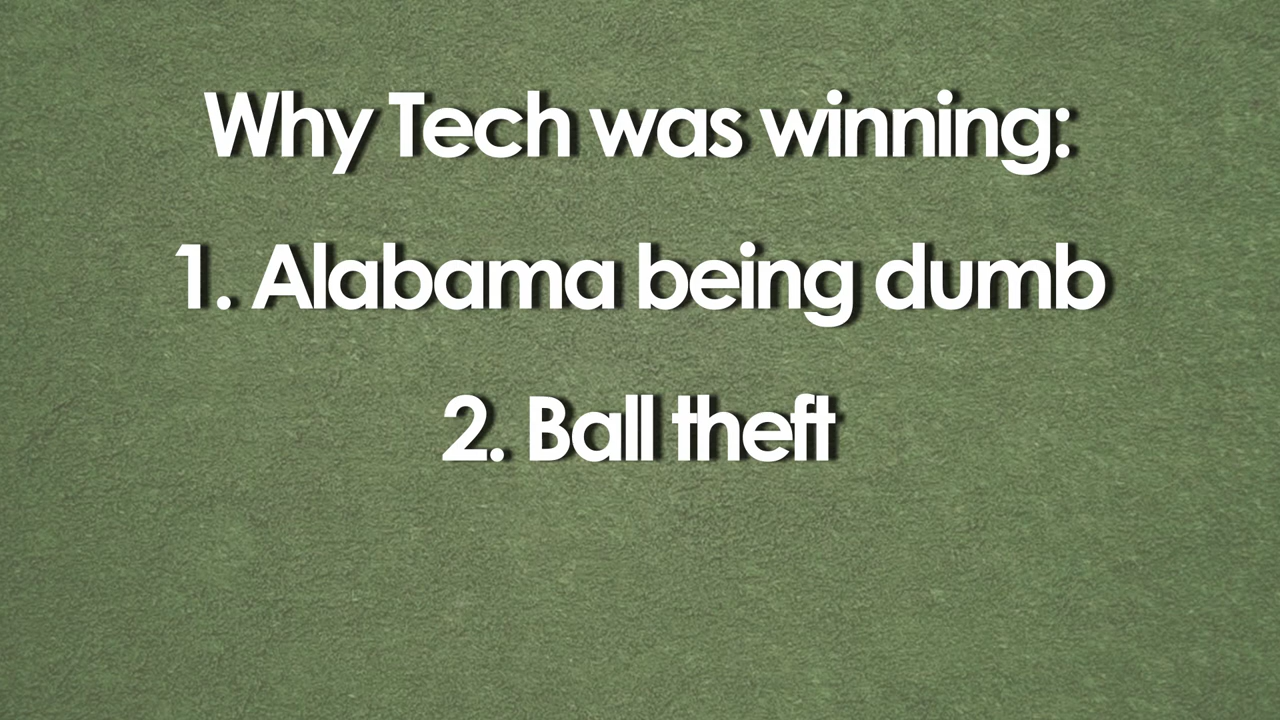 Why Tech was winning:
1. Alabama being dumb
2. Ball theft